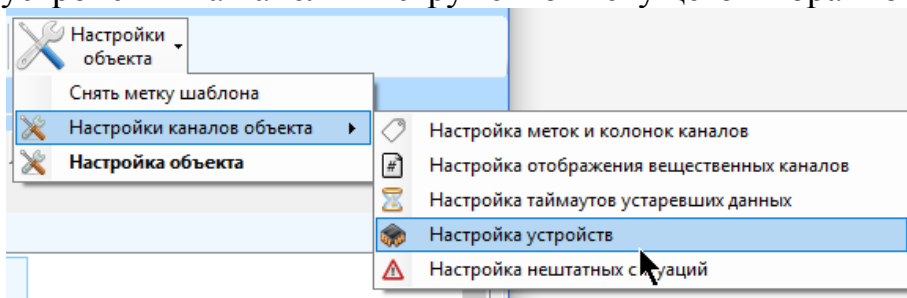 Настройки
объекта
Снять метку шаблона
Настройки каналов объекта
Настройка объекта
Настройка меток и колонок каналов
Настройка отображения вещественных каналов
Настройка таймаутов устаревших данных
Настройка устройств
Настройка нештатных ситуаций